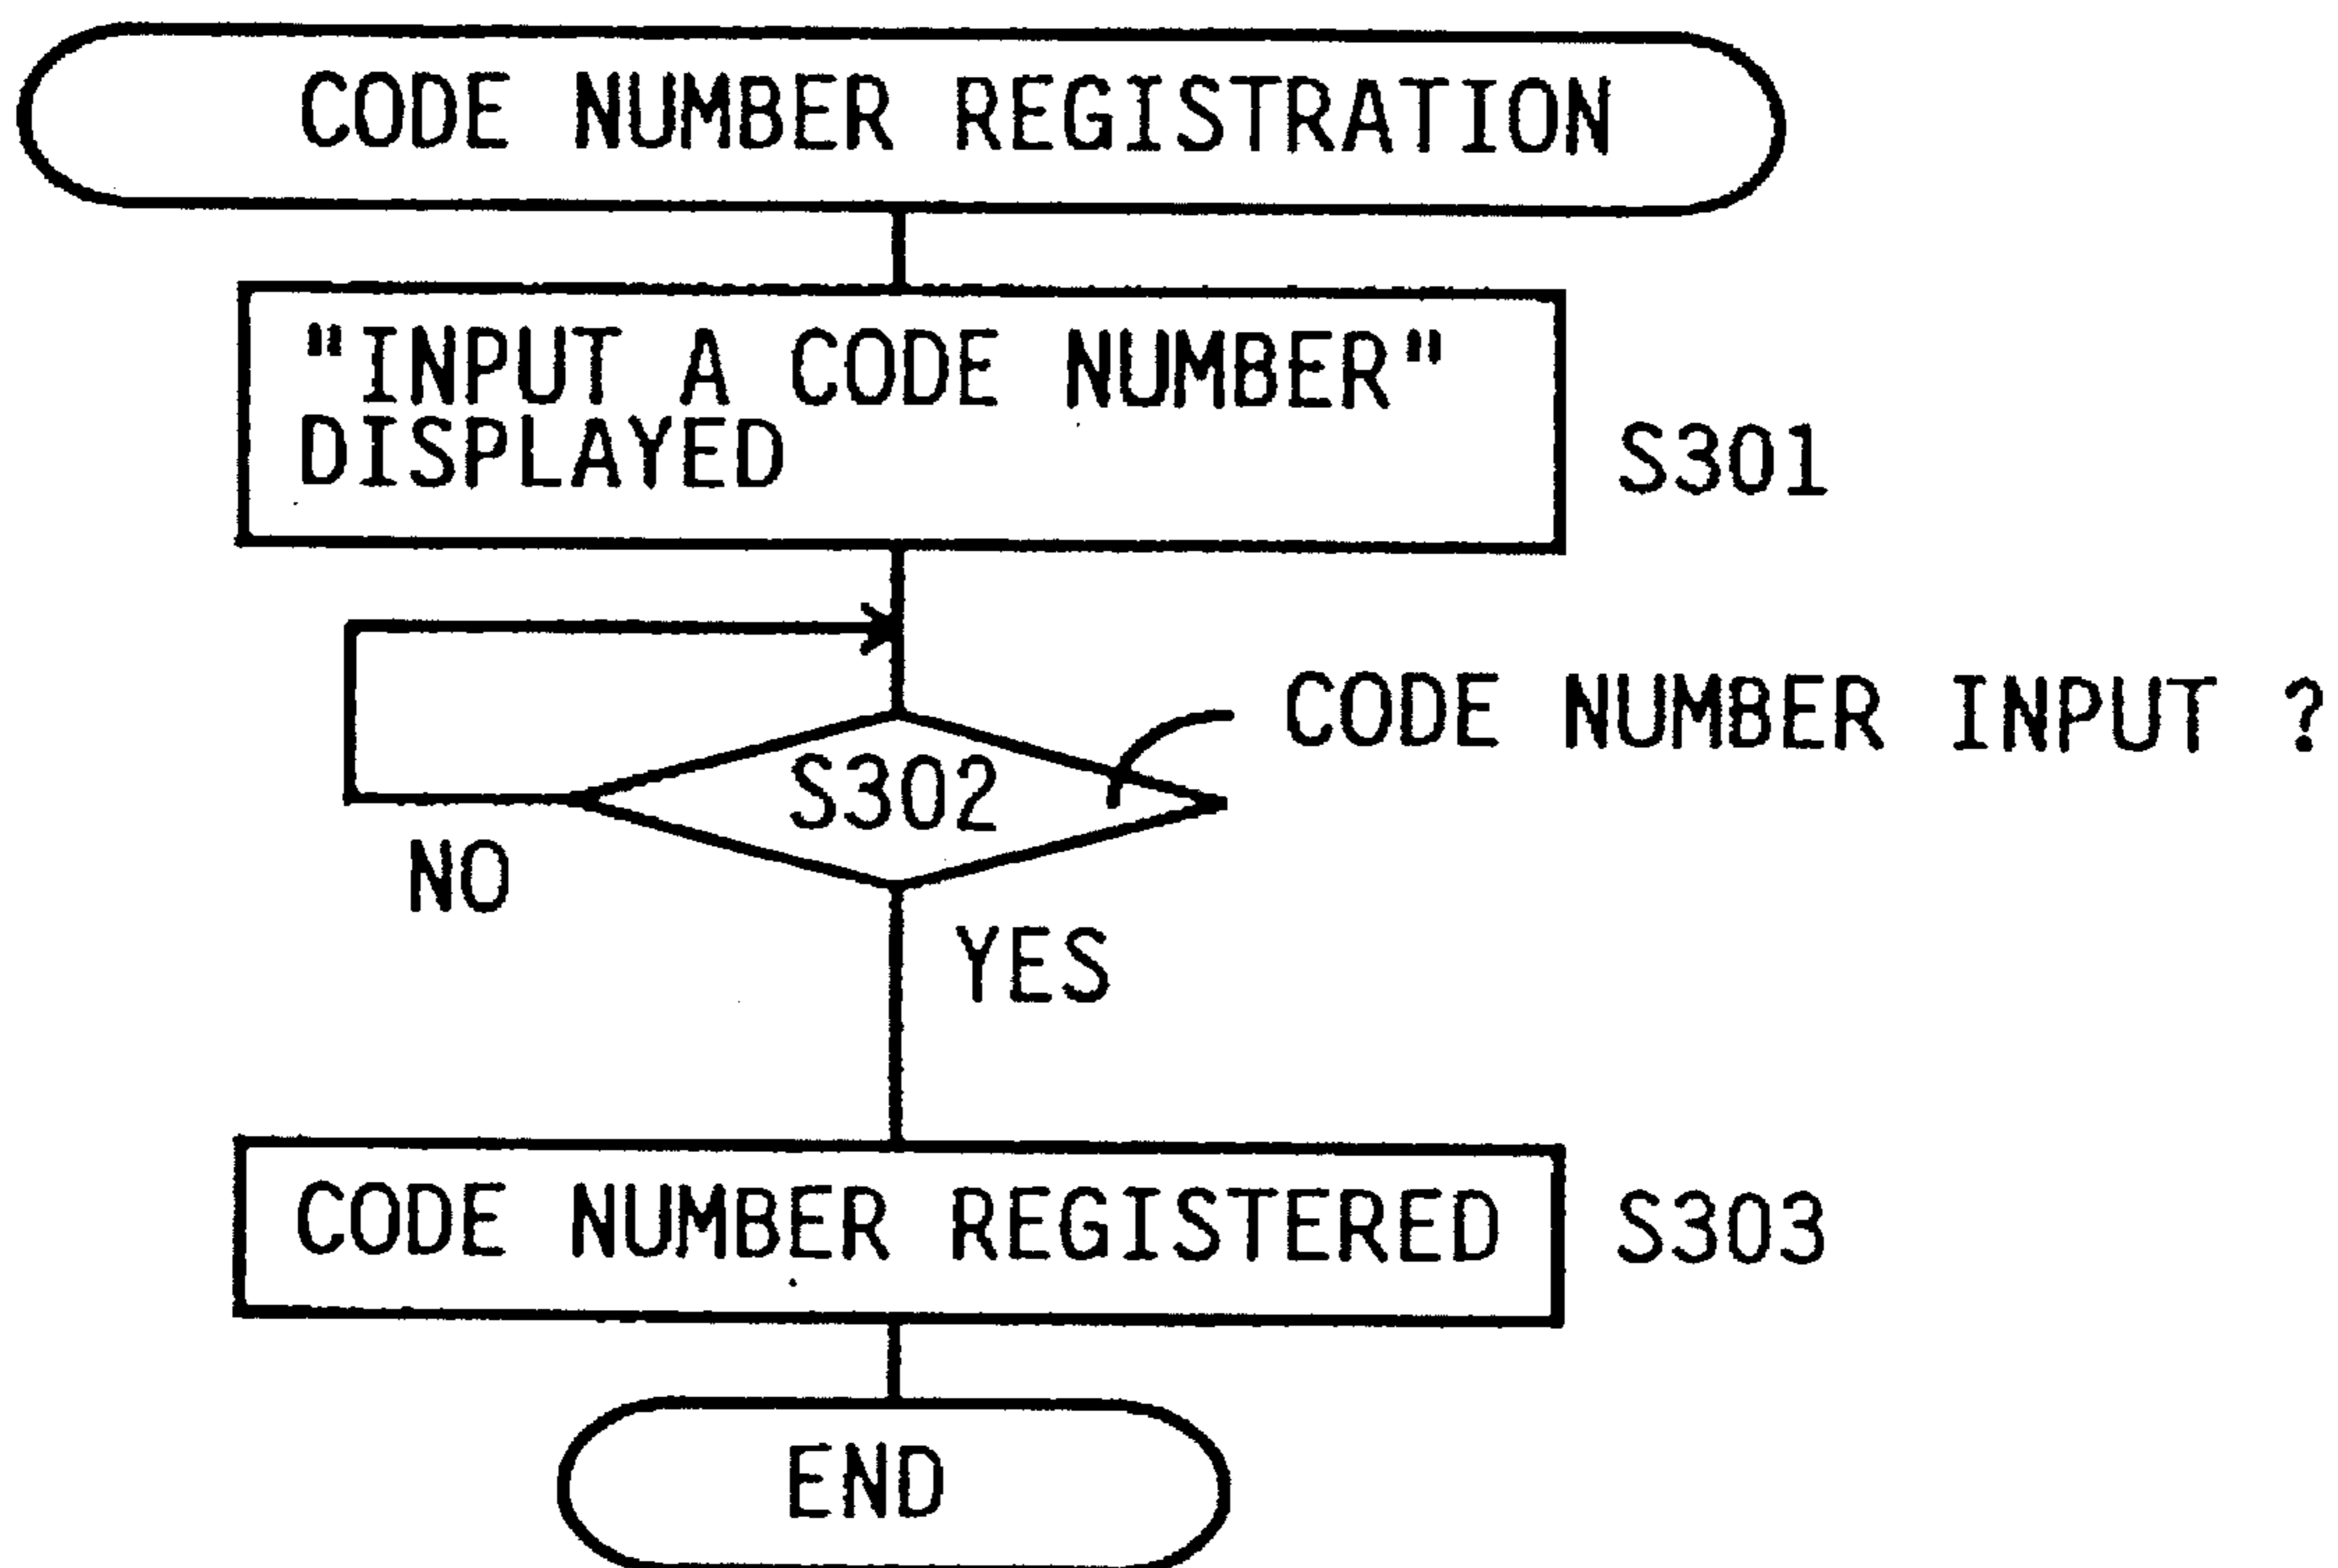 CODE NUMBER REGISTRATION
"INPUT A CODE NUMBER"
DISPLAYED
S301
CODE NUMBER INPUT ?
S302
NO
YES
CODE NUMBER REGISTERED
S303
END